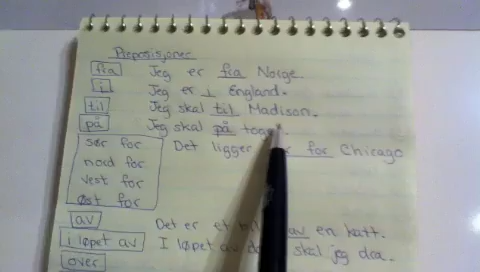 Preposisjoner
fra Jeg er fra Norge
i Jeg er i England.
til Jeg skal til Madison.
på Jeg skal på
sør for Det ligger for Chicago
nord for
vest for
øst for
av Det er et av en katt.
i løpet av I løpet av skal jeg dra.
over